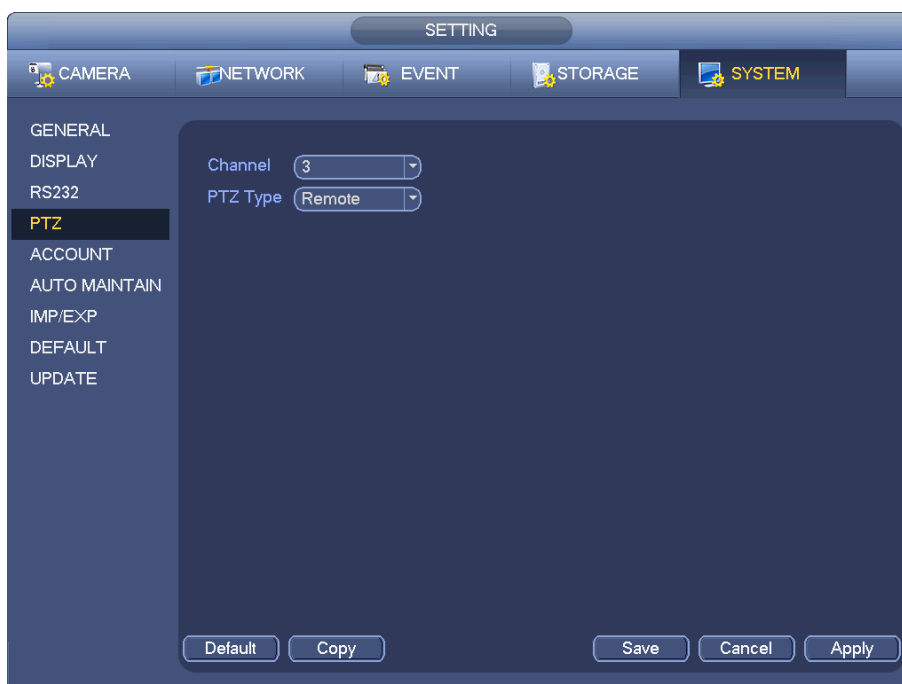 SETTING
CAMERA NETWORK EVENT STORAGE SYSTEM
GENERAL
DISPLAY
RS232
PTZ
ACCOUNT
AUTO MAINTAIN
IMP/EXP
DEFAULT
UPDATE
Channel 3
PTZ Type Remote
Default Copy Save Cancel Apply